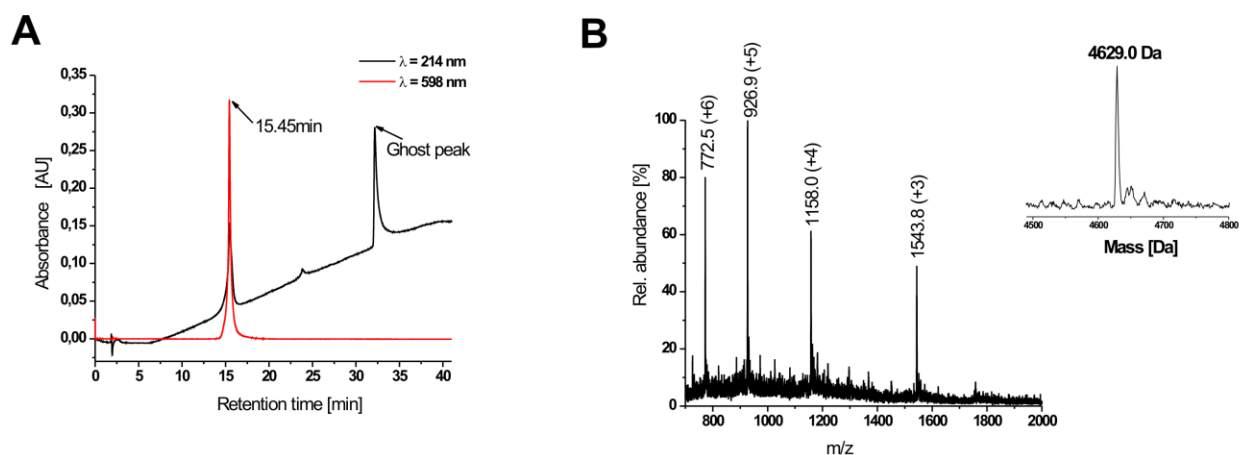 A
λ = 214 nm
λ = 598 nm
15.45min
Ghost peak
0,35
0,30
0,25
0,20
0,15
0,10
0,05
0,00
Absorbance [AU]
0 5 10 15 20 25 30 35 40
Retention time [min]
B
772.5 (+6)
926.9 (+5)
1158.0 (+4)
1543.8 (+3)
100
80
60
40
20
0
Rel. abundance [%]
800 1000 1200 1400 1600 1800 2000
m/z
4629.0 Da
4500 4600 4700 4800
Mass [Da]